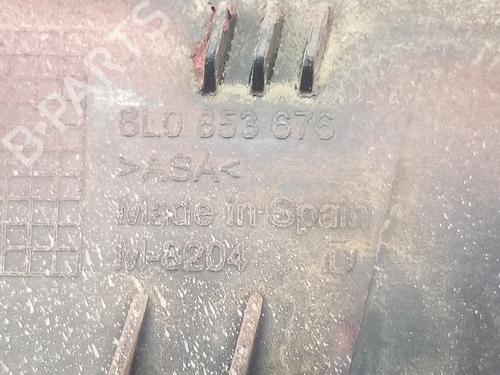 B-PARTS
6L0 853 676
>ASA<
Made in Spain
M-8204 D